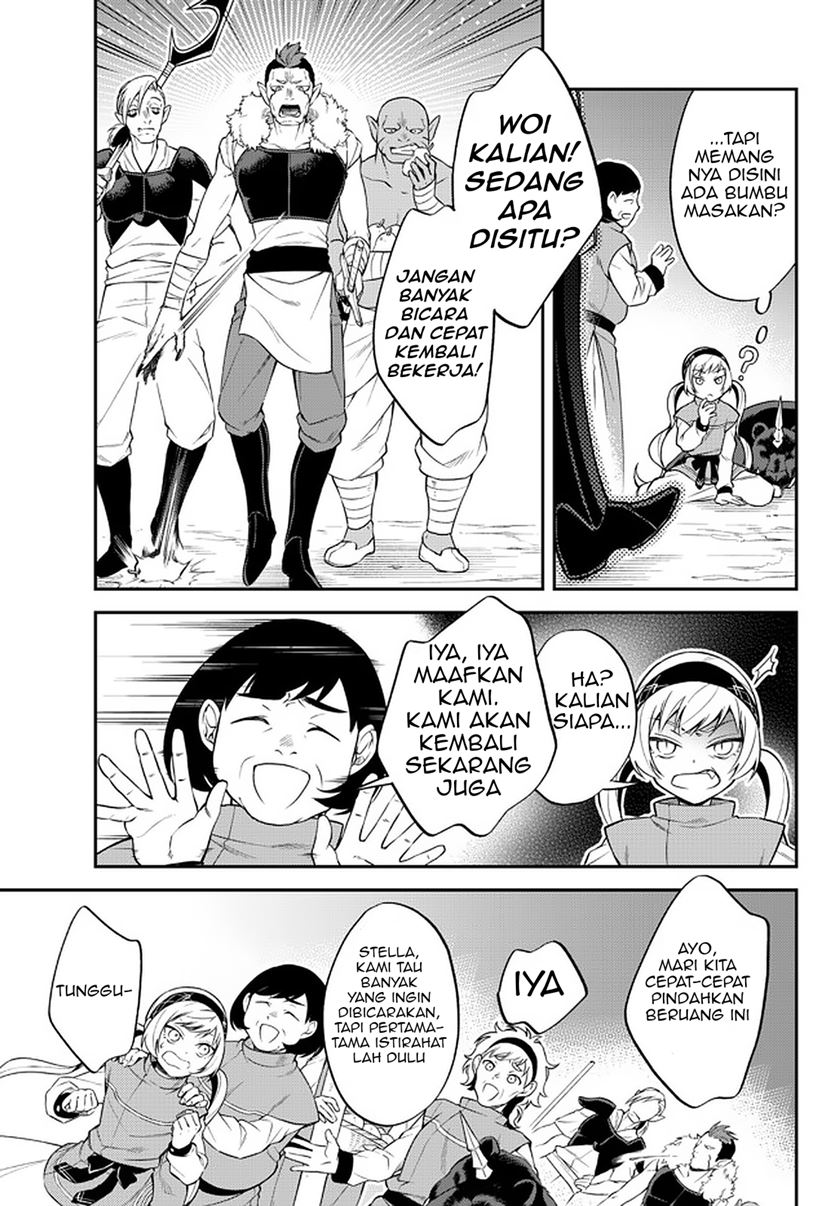 ...TAPI
MEMANG
NYA DISINI
ADA BUMBU
MASAKAN?
?
WOI
KALIAN!
SEDANG
APA
DISITU?
JANGAN
BANYAK
BICARA
DAN CEPAT
KEMBALI
BEKERJA!
HA?
KALIAN
SIAPA...
IYA, IYA
MAAFKAN
KAMI.
KAMI AKAN
KEMBALI
SEKARANG
JUGA
AYO,
MARI KITA
CEPAT-CEPAT
PINDAHKAN
BERUANG INI
IYA
STELLA,
KAMI TAU
BANYAK
YANG INGIN
DIBICARAKAN,
TAPI PERTAMA-
TAMA ISTIRAHAT
LAH DULU
TUNGGU-